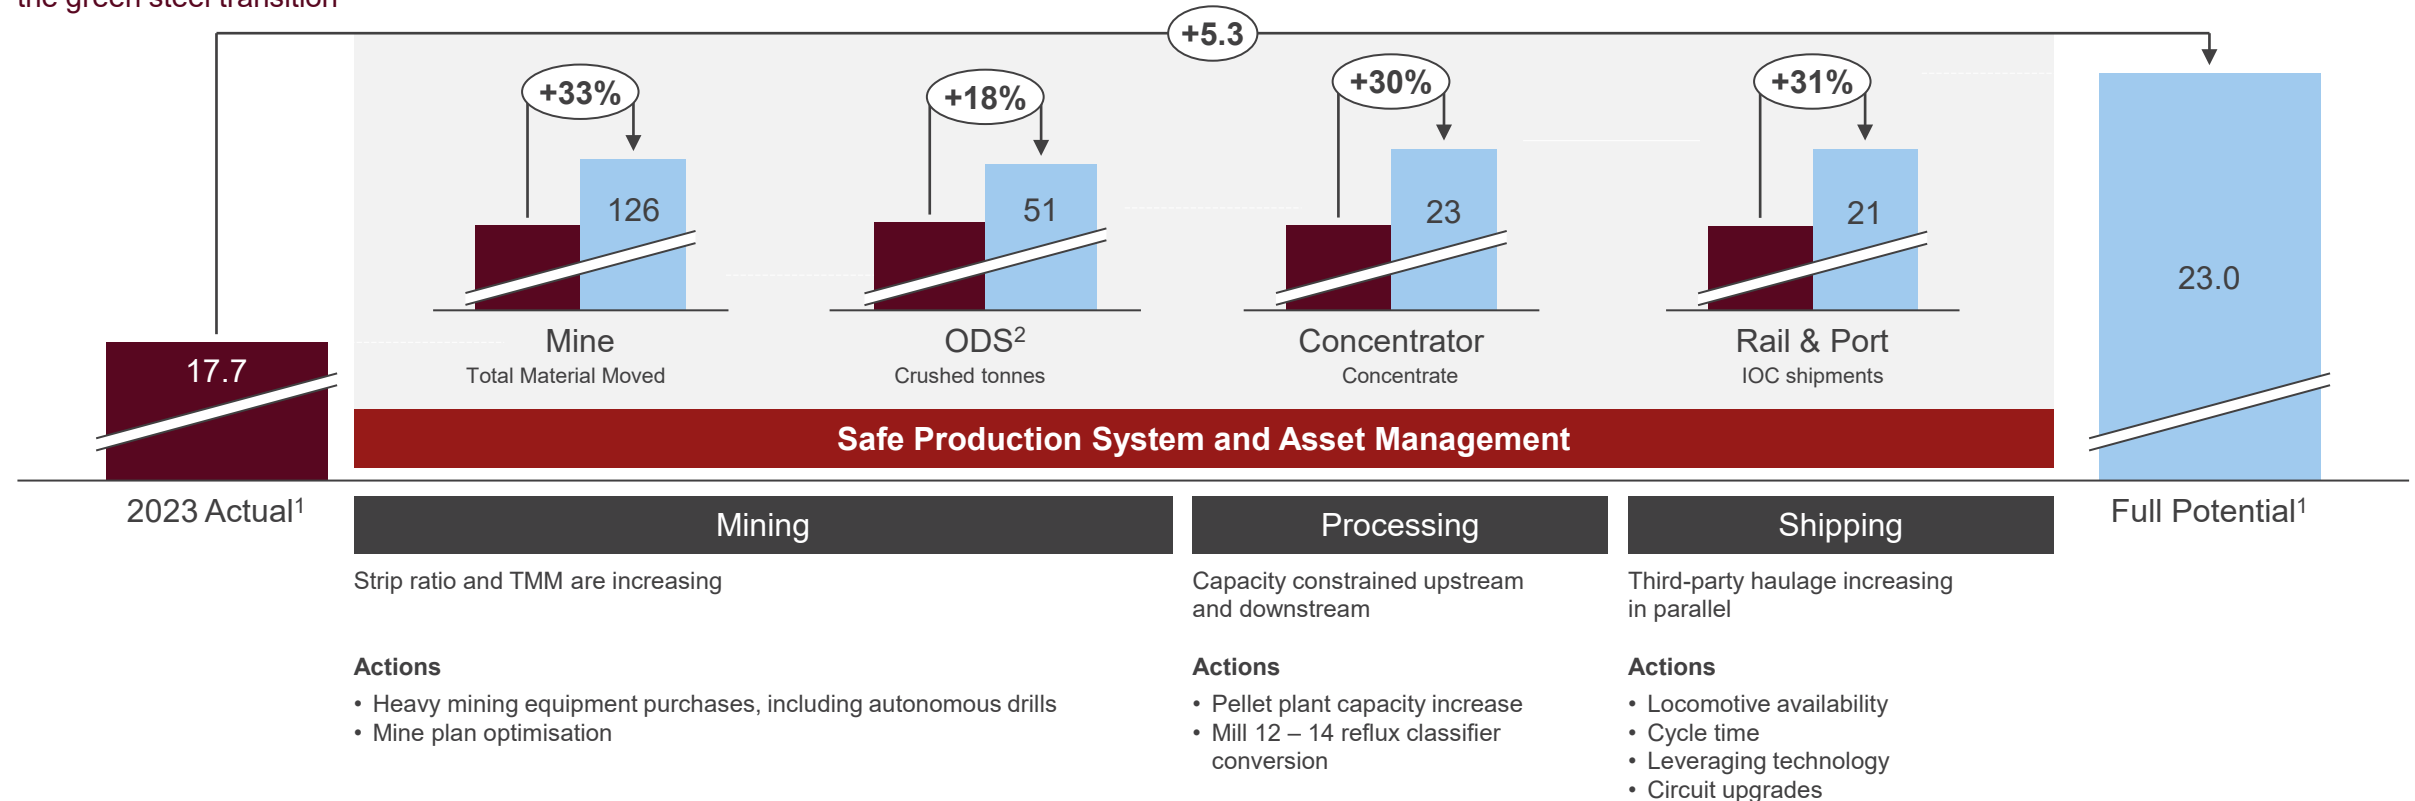 the green steel transition
+5.3
+33%
+18%
+30%
+31%
126
51
23
21
17.7
23.0
Mine
ODS²
Concentrator
Rail & Port
Total Material Moved
Crushed tonnes
Concentrate
IOC shipments
Safe Production System and Asset Management
2023 Actual¹
Full Potential¹
Mining
Strip ratio and TMM are increasing
Actions
• Heavy mining equipment purchases, including autonomous drills
• Mine plan optimisation
Processing
Capacity constrained upstream
and downstream
Actions
• Pellet plant capacity increase
• Mill 12 – 14 reflux classifier
conversion
Shipping
Third-party haulage increasing
in parallel
Actions
• Locomotive availability
• Cycle time
• Leveraging technology
• Circuit upgrades